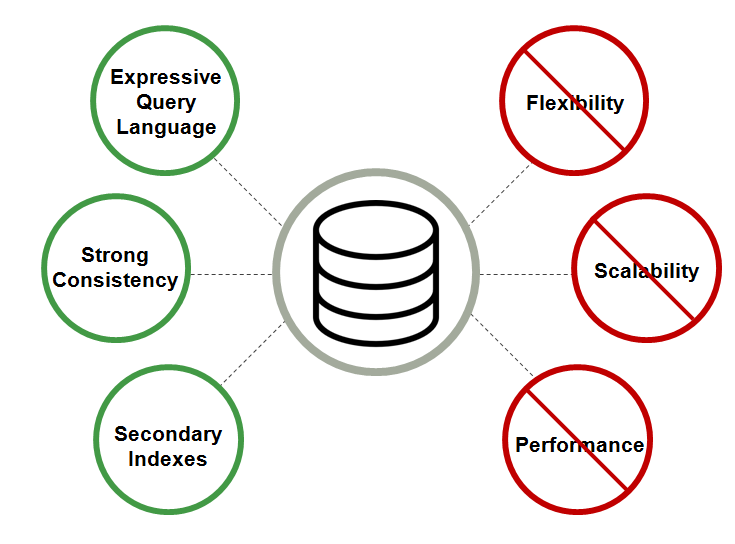 Expressive
Query
Language
Strong
Consistency
Secondary
Indexes
Flexibility
Scalability
Performance